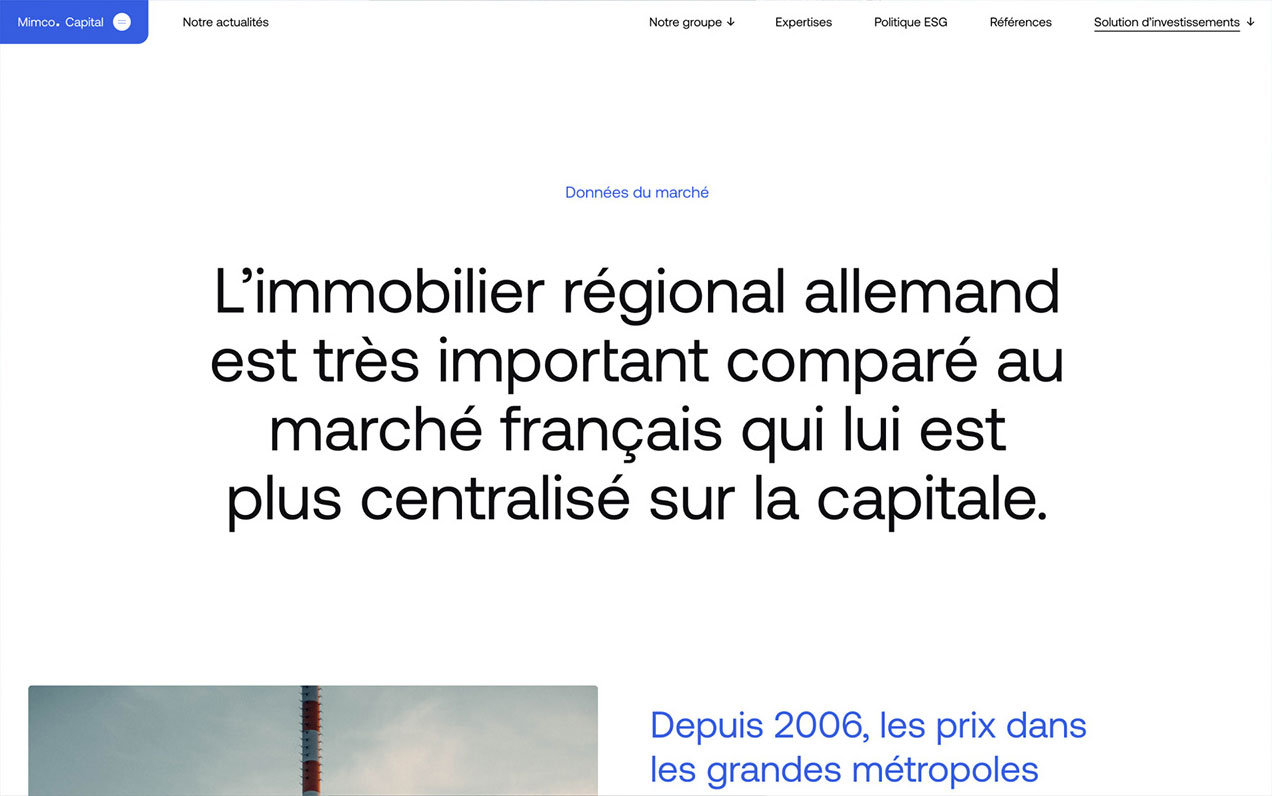 Mimco. Capital
Notre actualités
Notre groupe ↓
Expertises
Politique ESG
Références
Solution d’investissements ↓
Données du marché
L’immobilier régional allemand
est très important comparé au
marché français qui lui est
plus centralisé sur la capitale.
Depuis 2006, les prix dans
les grandes métropoles